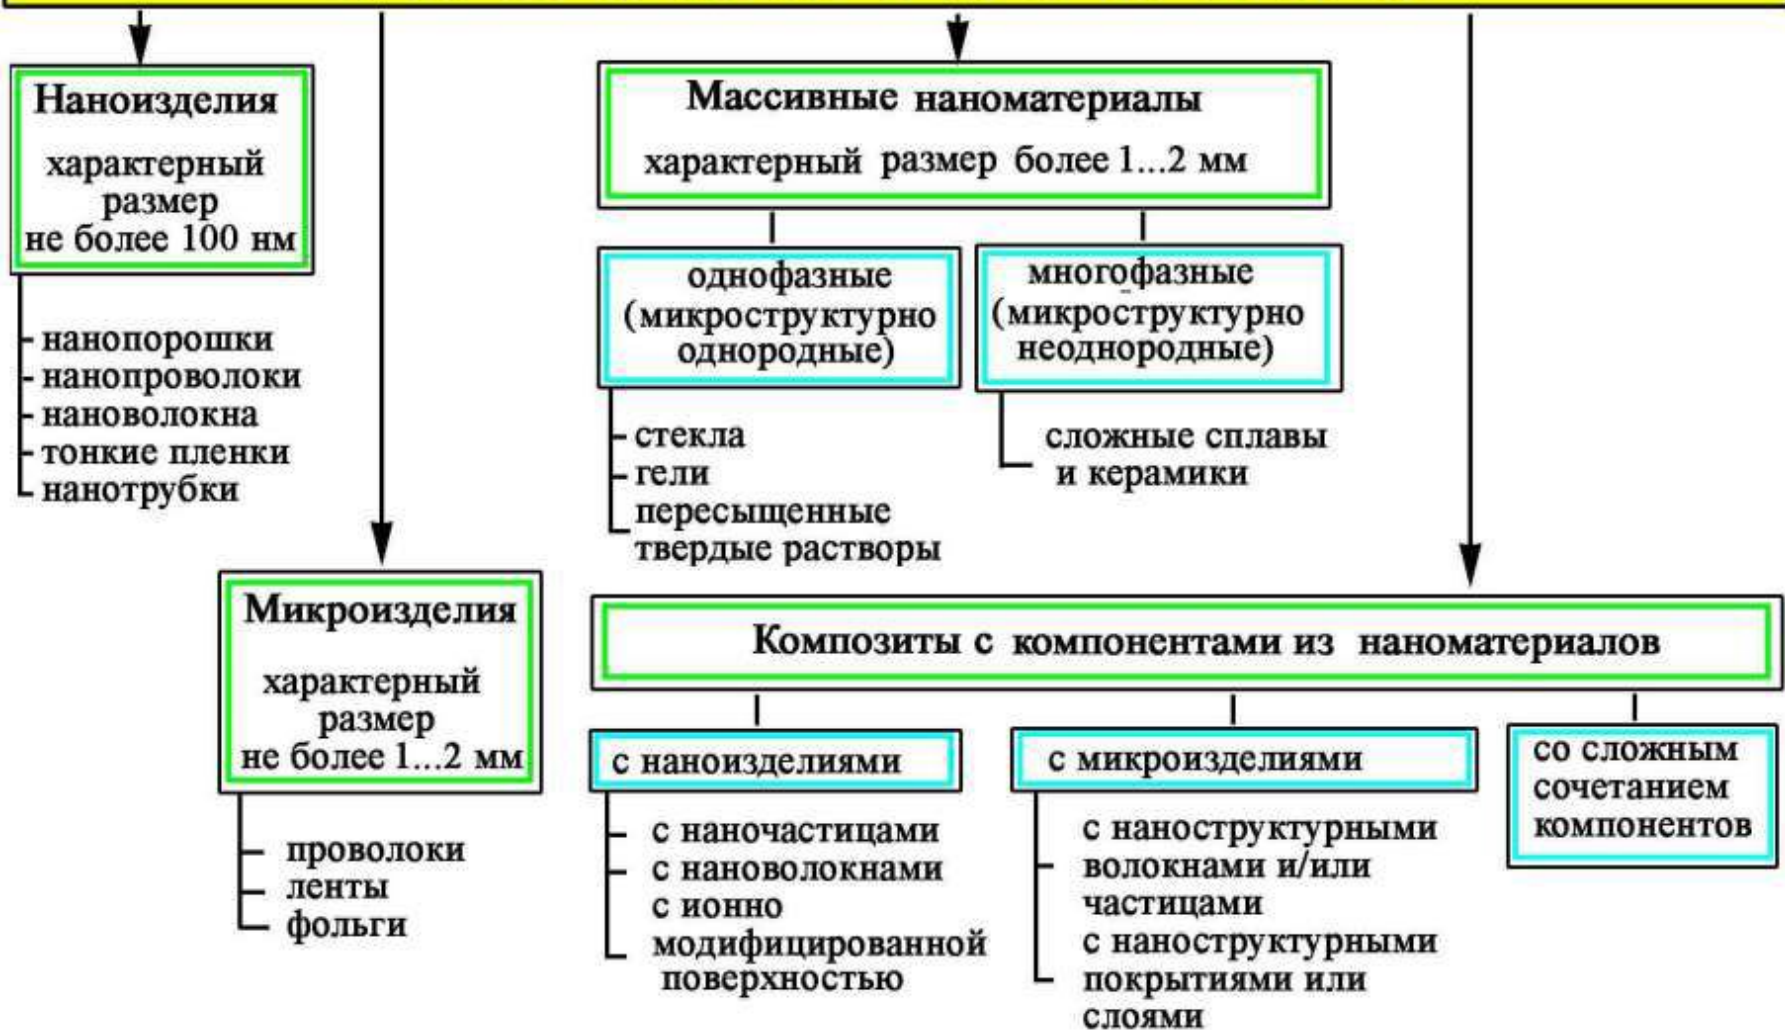 Наноизделия
характерный
размер
не более 100 нм
- нанопорошки
- нанопроволоки
- нановолокна
- тонкие пленки
- нанотрубки
Микроизделия
характерный
размер
не более 1...2 мм
проволоки
ленты
фольги
Массивные наноматериалы
характерный размер более 1...2 мм
однофазные
(микроструктурно
однородные)
стекла
гели
пересыщенные
твердые растворы
многофазные
(микроструктурно
неоднородные)
сложные сплавы
и керамики
Композиты с компонентами из наноматериалов
с наноизделиями
с наночастицами
с нановолокнами
с ионно
модифицированной
поверхностью
с микроизделиями
с наноструктурными
волокнами и/или
частицами
с наноструктурными
покрытиями или
слоями
со сложным
сочетанием
компонентов